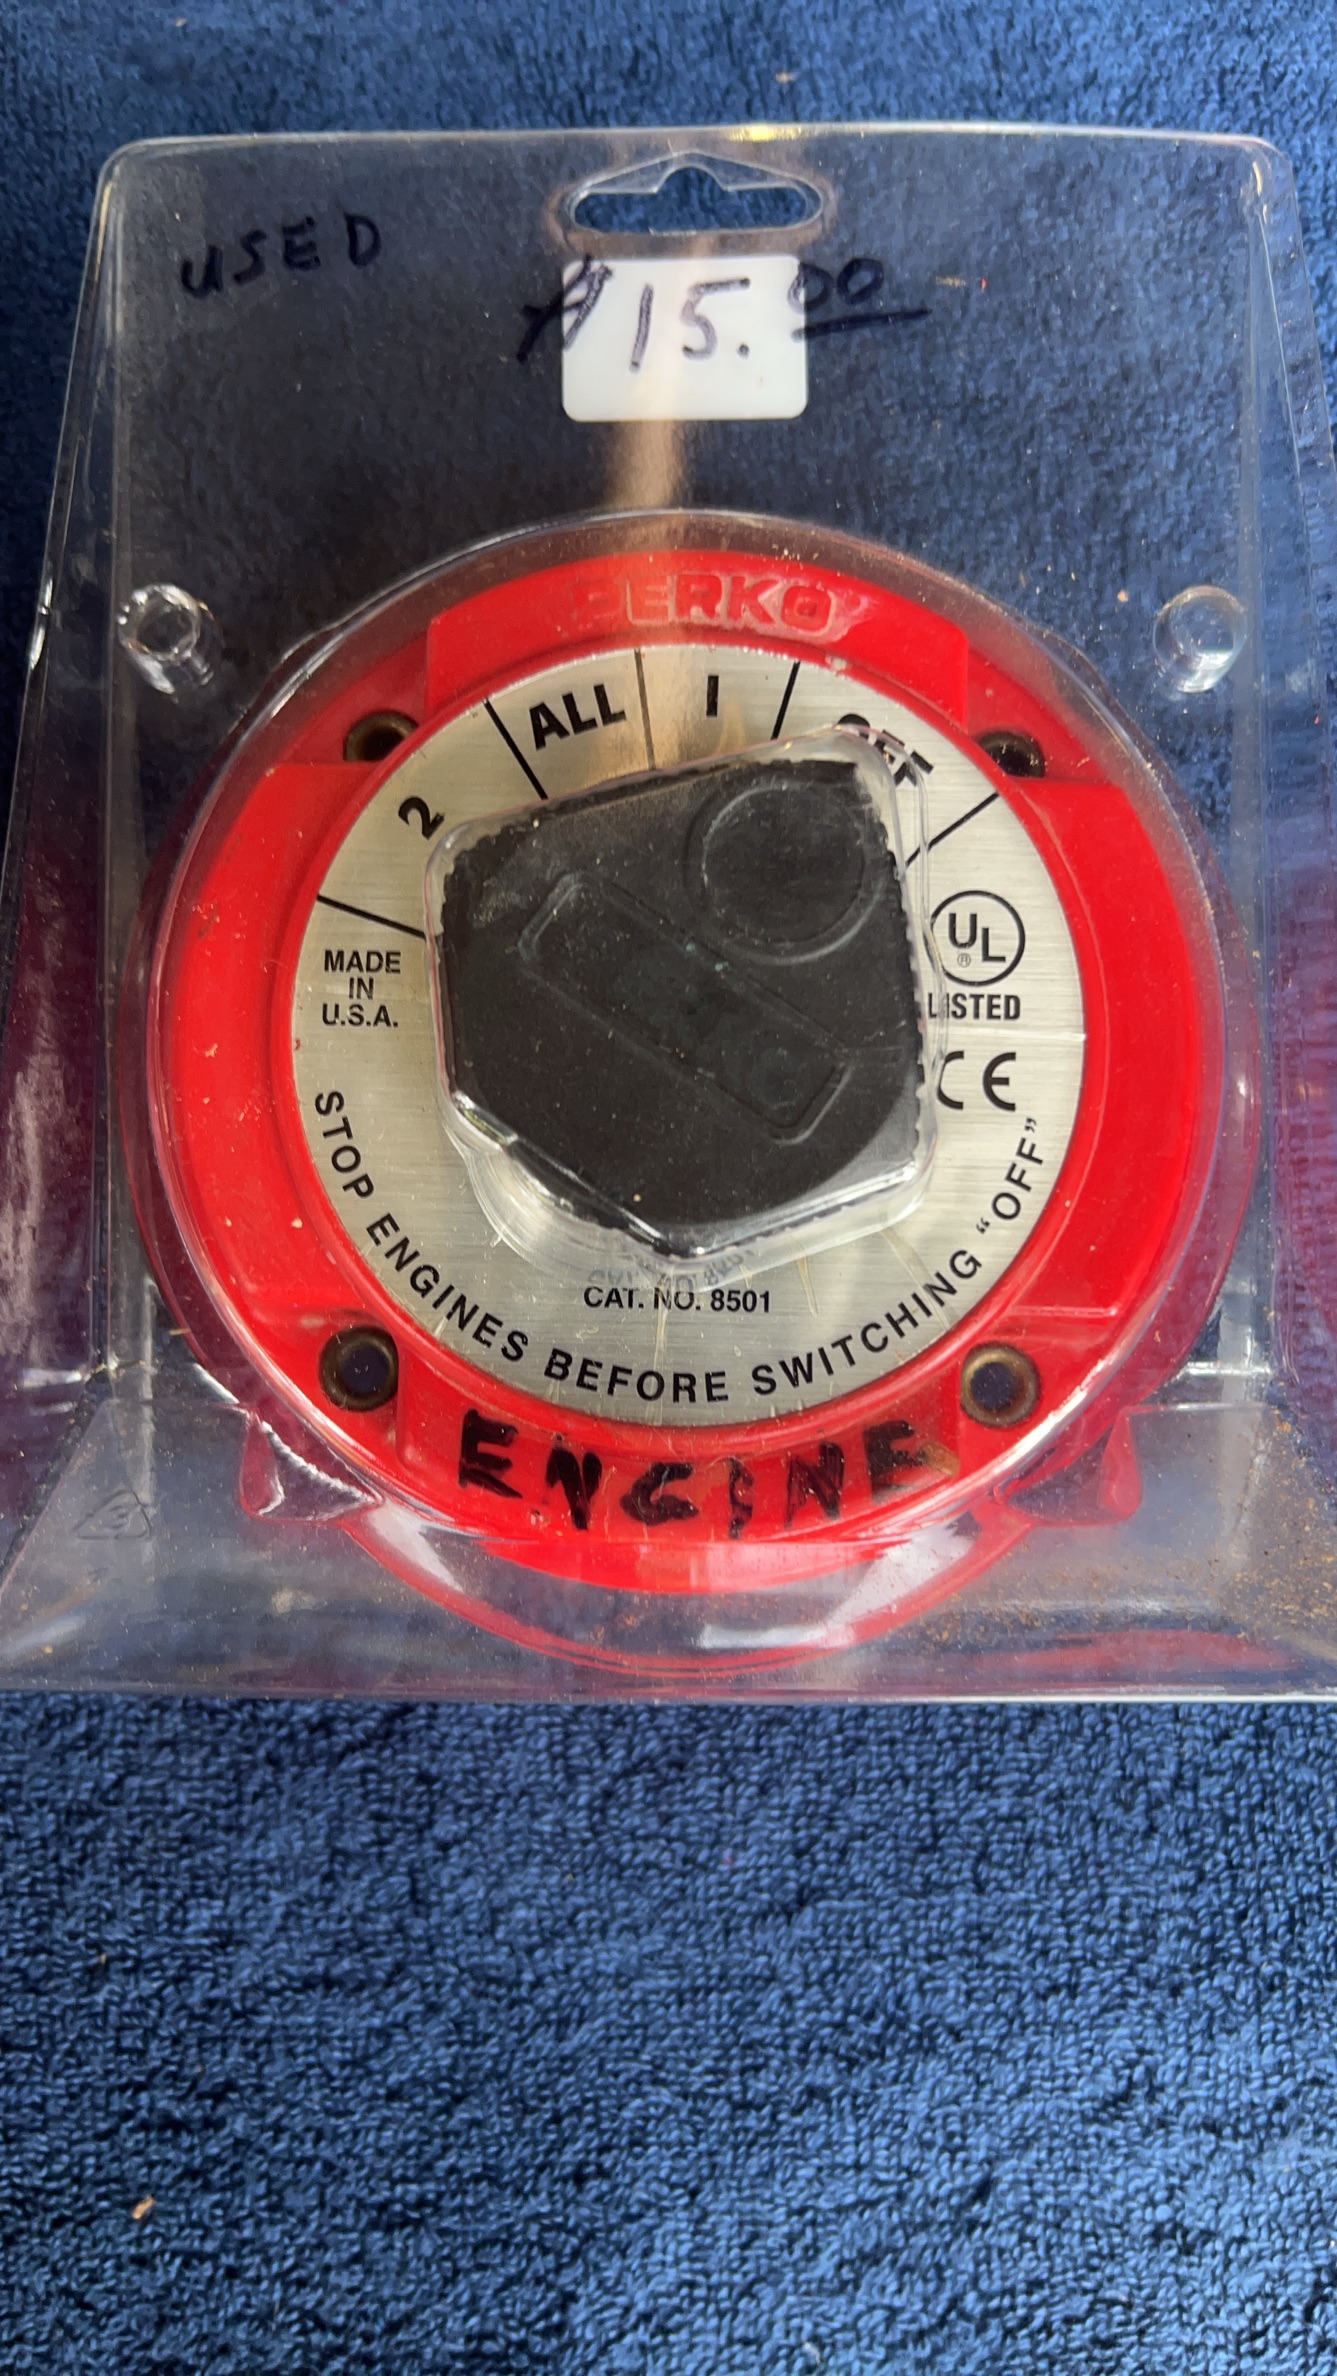 USED
$15.00
PERKO
2
ALL
1
OFF
MADE
IN
U.S.A.
UL
®
LISTED
CE
CAT. NO. 8501
STOP ENGINES BEFORE SWITCHING "OFF"
ENGINE